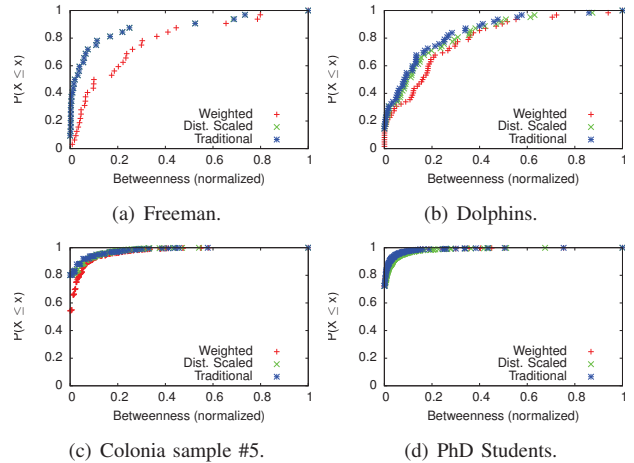 1
0.8
0.6
0.4
0.2
0
P(X ≤ x)
Weighted
Dist. Scaled
Traditional
0 0.2 0.4 0.6 0.8 1
Betweenness (normalized)
(a) Freeman.
1
0.8
0.6
0.4
0.2
0
P(X ≤ x)
Weighted
Dist. Scaled
Traditional
0 0.2 0.4 0.6 0.8 1
Betweenness (normalized)
(b) Dolphins.
1
0.8
0.6
0.4
0.2
0
P(X ≤ x)
Weighted
Dist. Scaled
Traditional
0 0.2 0.4 0.6 0.8 1
Betweenness (normalized)
(c) Colonia sample #5.
1
0.8
0.6
0.4
0.2
0
P(X ≤ x)
Weighted
Dist. Scaled
Traditional
0 0.2 0.4 0.6 0.8 1
Betweenness (normalized)
(d) PhD Students.